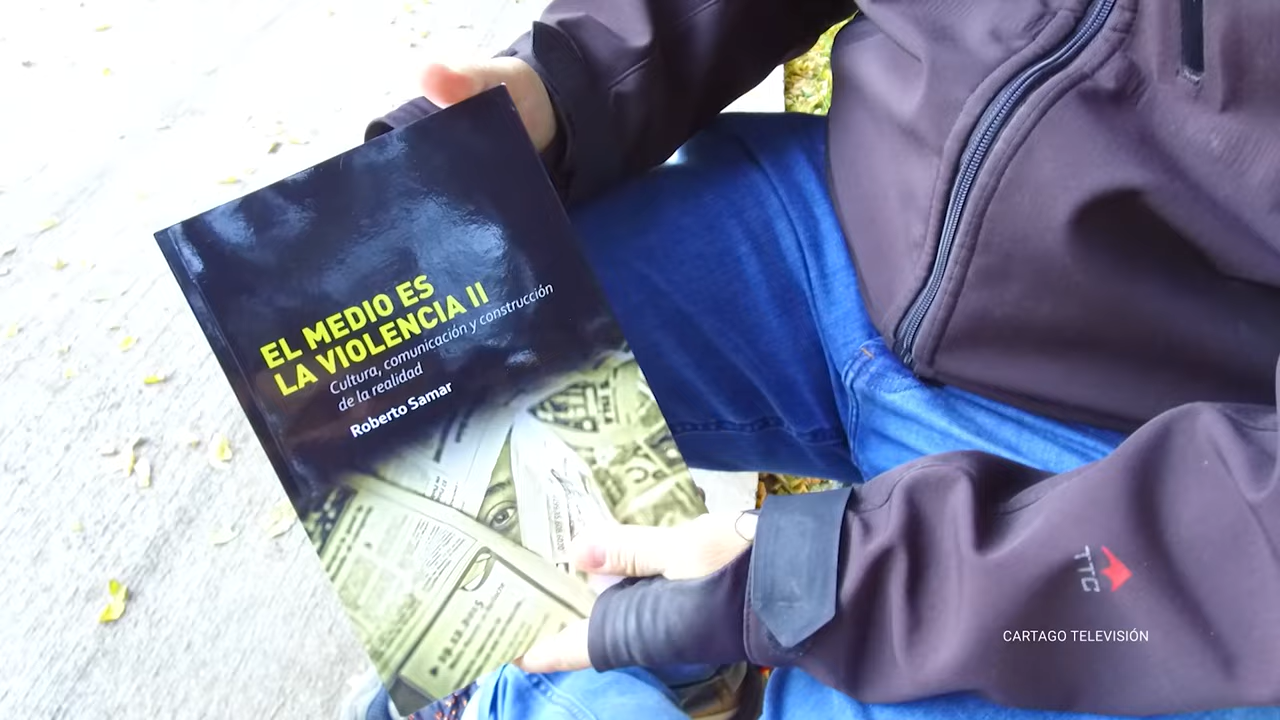 EL MEDIO ES
LA VIOLENCIA II
Cultura, comunicación y construcción
de la realidad
Roberto Samar
TTC
CARTAGO TELEVISIÓN